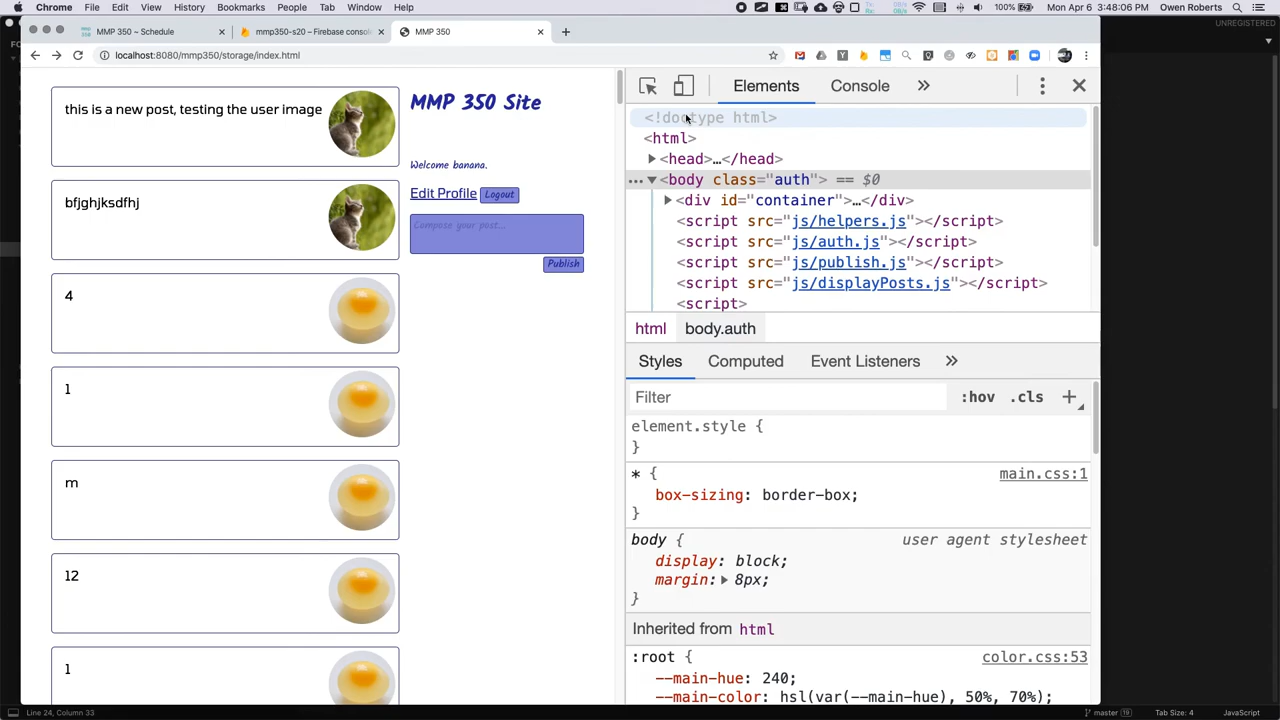 Chrome File Edit View History Bookmarks People Tab Window Help 100% Mon Apr 6 3:48:06 PM Owen Roberts
UNREGISTERED
MMP 350 ~ Schedule mmp350-s20 – Firebase consol MMP 350
localhost:8080/mmp350/storage/index.html
this is a new post, testing the user image
bfjghjksdfhj
4
1
m
12
1
MMP 350 Site
Welcome banana.
Edit Profile Logout
Compose your post...
Publish
Elements Console »
<!doctype html>
<html>
<head>…</head>
… <body class="auth"> == $0
<div id="container">…</div>
<script src="js/helpers.js"></script>
<script src="js/auth.js"></script>
<script src="js/publish.js"></script>
<script src="js/displayPosts.js"></script>
<script>
html body.auth
Styles Computed Event Listeners »
Filter :hov .cls +
element.style {
}
* { main.css:1
box-sizing: border-box;
}
body { user agent stylesheet
display: block;
margin: 8px;
}
Inherited from html
:root { color.css:53
--main-hue: 240;
--main-color: hsl(var(--main-hue), 50%, 70%);
Line 24, Column 33 master 19 Tab Size: 4 JavaScript